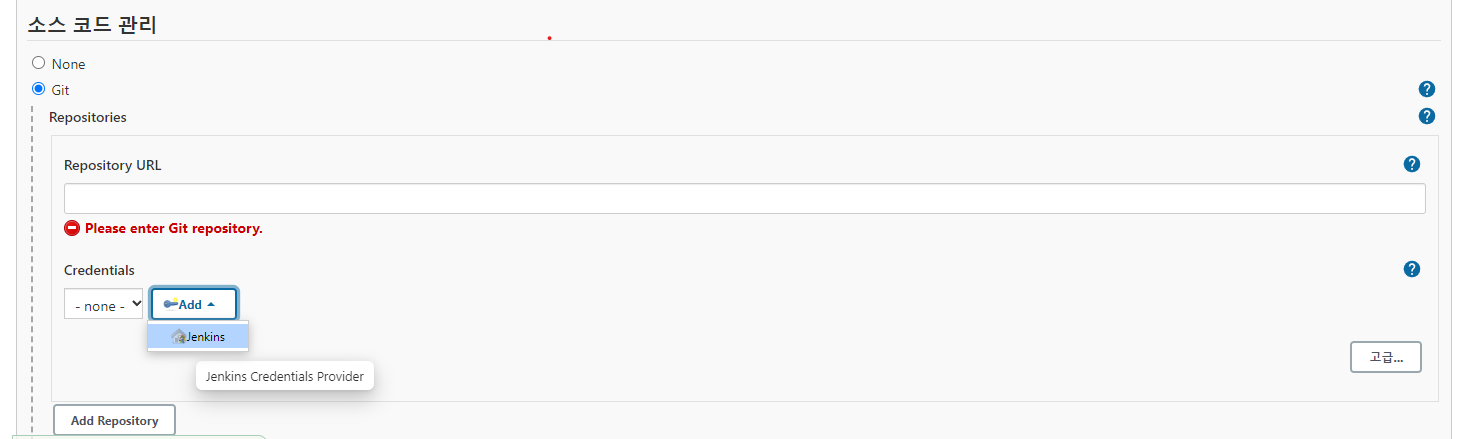 소스 코드 관리
None
Git
?
Repositories
?
Repository URL
?
Please enter Git repository.
Credentials
?
- none -
Add
Jenkins
고급...
Jenkins Credentials Provider
Add Repository